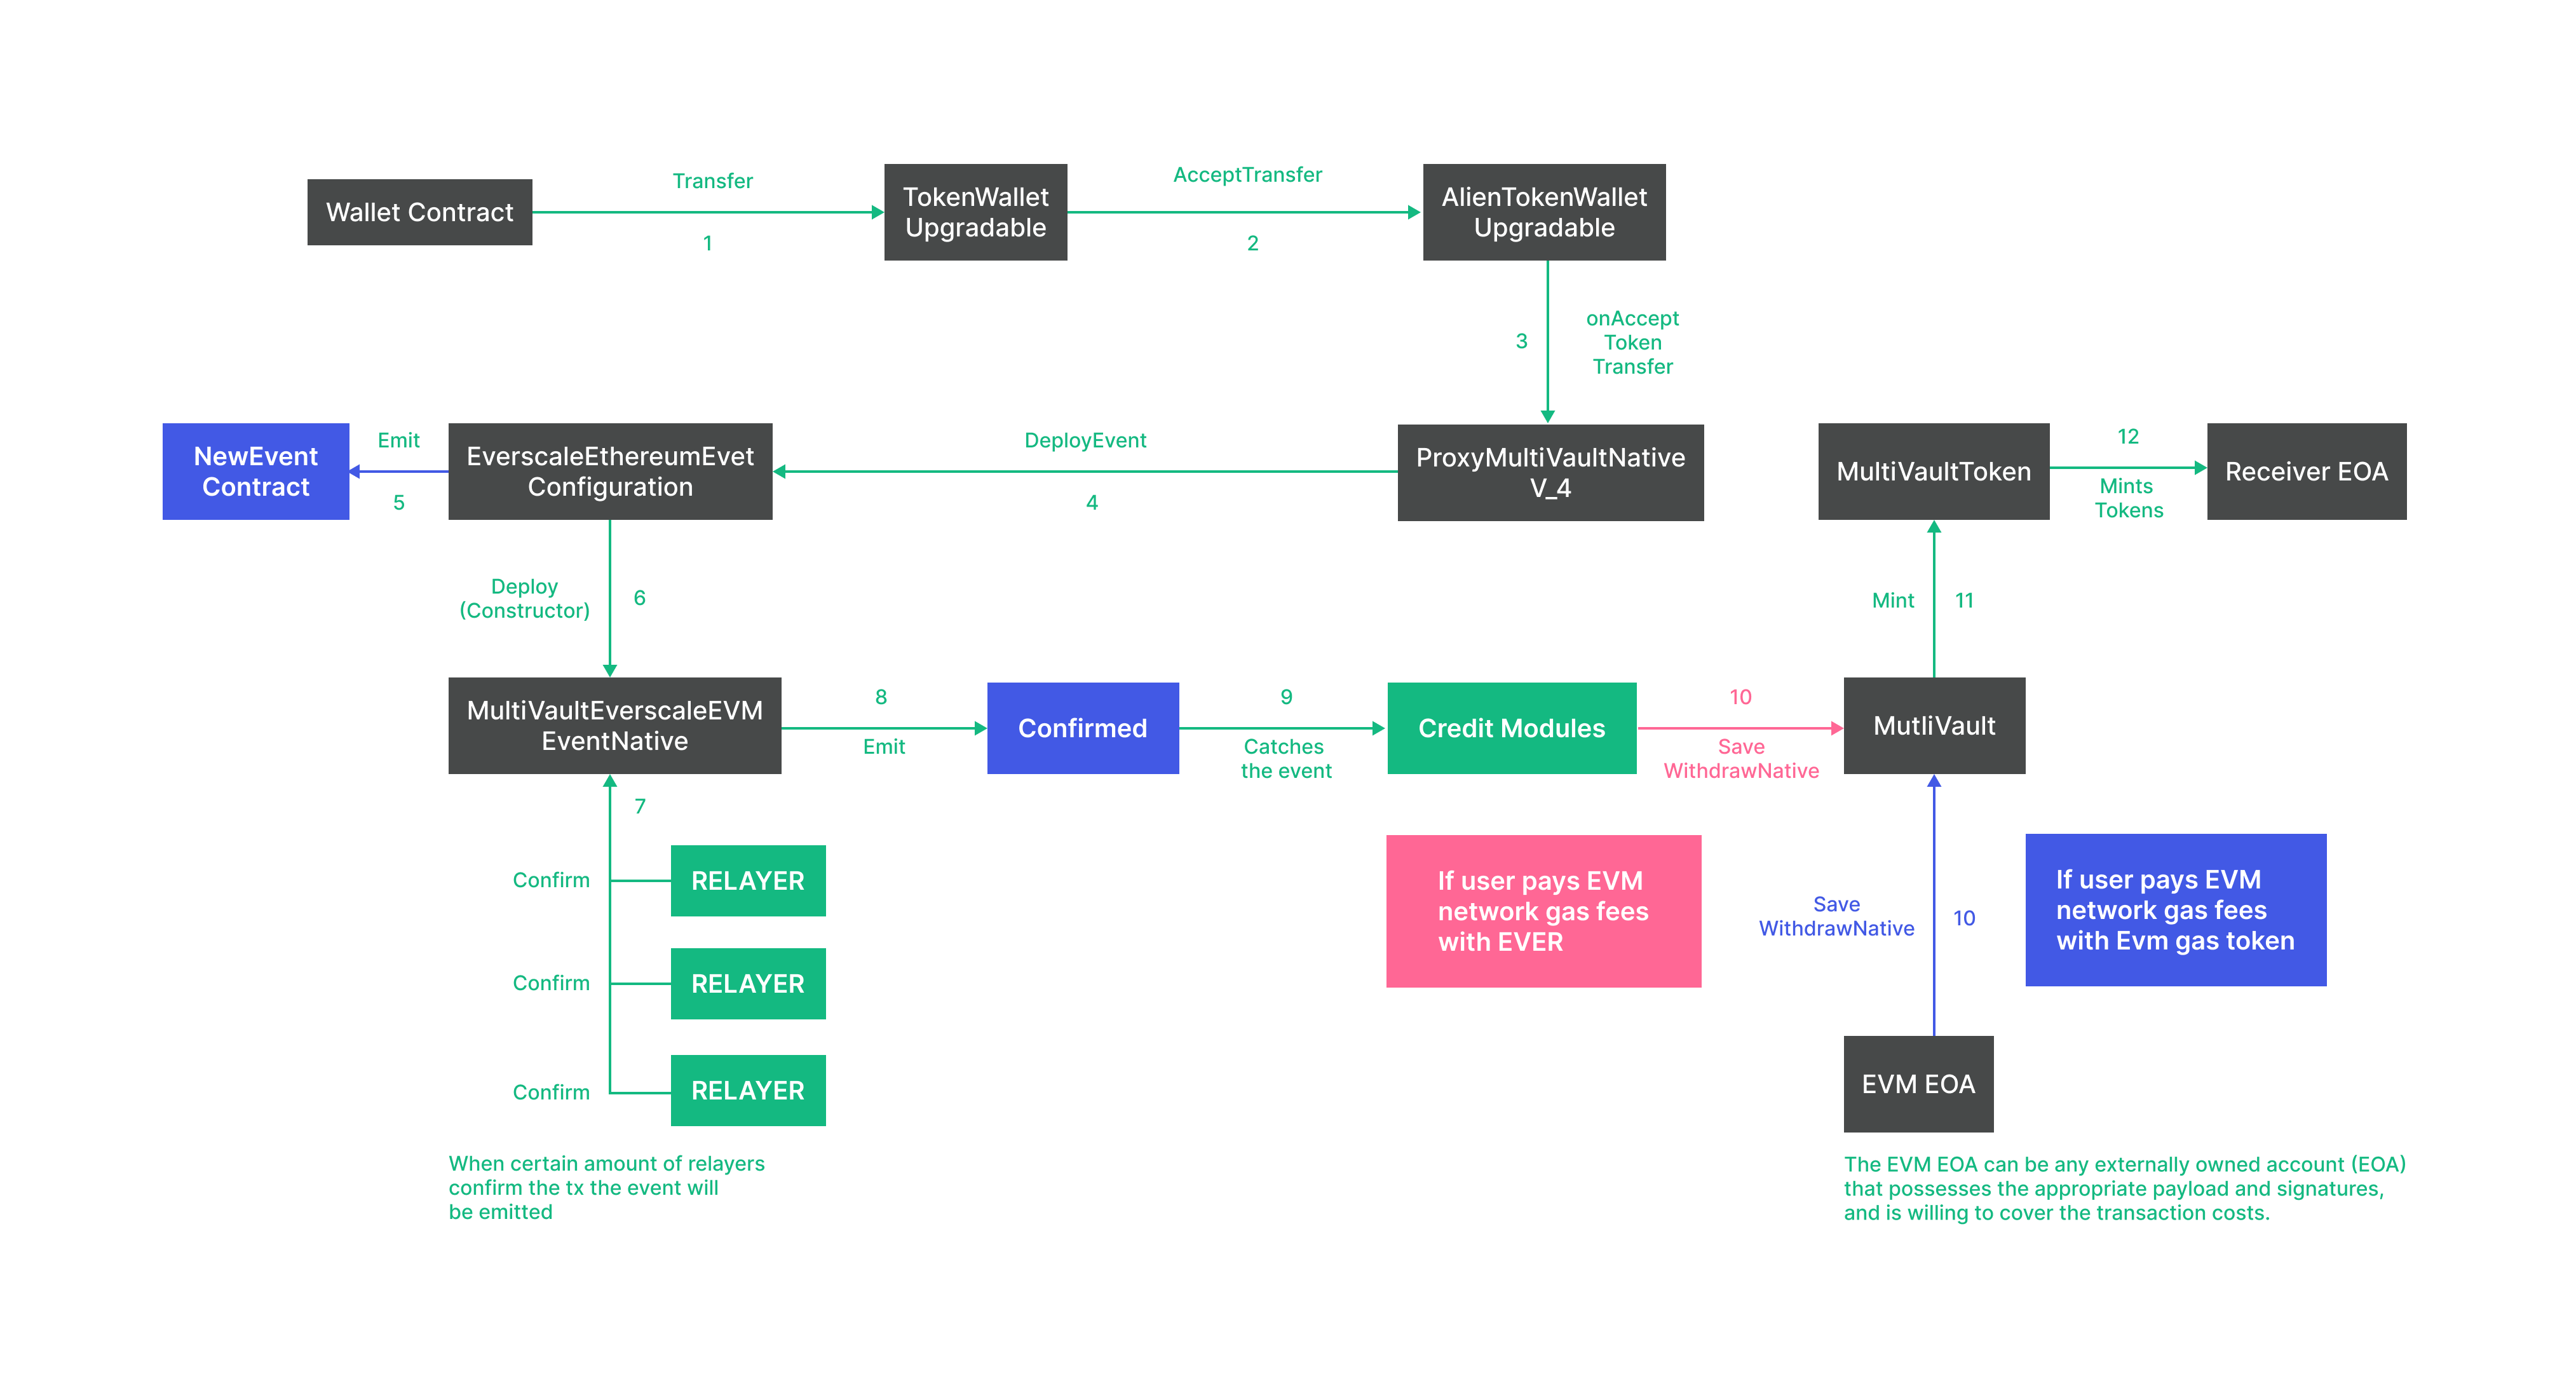 Transfer
Wallet Contract
1
TokenWallet
Upgradable
AcceptTransfer
2
AlienTokenWallet
Upgradable
3
onAccept
Token
Transfer
NewEvent
Contract
Emit
5
EverscaleEthereumEvet
Configuration
DeployEvent
4
ProxyMultiVaultNative
V_4
MultiVaultToken
12
Mints
Tokens
Receiver EOA
Deploy
(Constructor)
6
Mint
11
MultiVaultEverscaleEVM
EventNative
8
Emit
Confirmed
9
Catches
the event
Credit Modules
10
Save
WithdrawNative
MutliVault
7
Confirm
RELAYER
Confirm
RELAYER
Confirm
RELAYER
When certain amount of relayers
confirm the tx the event will
be emitted
If user pays EVM
network gas fees
with EVER
Save
WithdrawNative
10
If user pays EVM
network gas fees
with Evm gas token
EVM EOA
The EVM EOA can be any externally owned account (EOA)
that possesses the appropriate payload and signatures,
and is willing to cover the transaction costs.